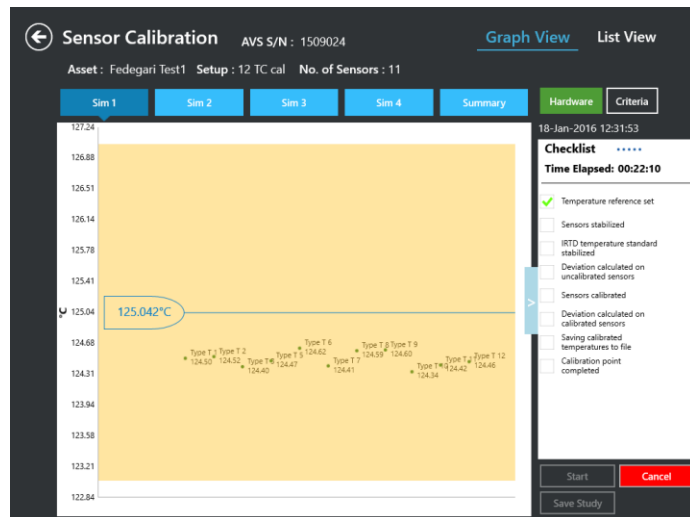 Sensor Calibration AVS S/N : 1509024 Graph View List View
Asset : Fedegari Test1 Setup : 12 TC cal No. of Sensors : 11
Sim 1 Sim 2 Sim 3 Sim 4 Summary Hardware Criteria
18-Jan-2016 12:31:53
Checklist
Time Elapsed: 00:22:10
Temperature reference set
Sensors stabilized
IRTD temperature standard
stabilized
Deviation calculated on
uncalibrated sensors
Sensors calibrated
Deviation calculated on
calibrated sensors
Saving calibrated
temperatures to file
Calibration point
completed
127.24
126.88
126.51
126.14
125.78
125.41
125.04
124.68
124.31
123.94
123.58
123.21
122.84
°C
125.042°C
Type T 1
124.50
Type T 2
124.52
Type T
124.40
Type T 5
124.47
Type T 6
124.62
Type T 7
124.41
Type T 8
124.59
Type T 9
124.60
Type T 10
124.34
Type T
124.42
Type T 12
124.46
>
Start Cancel
Save Study